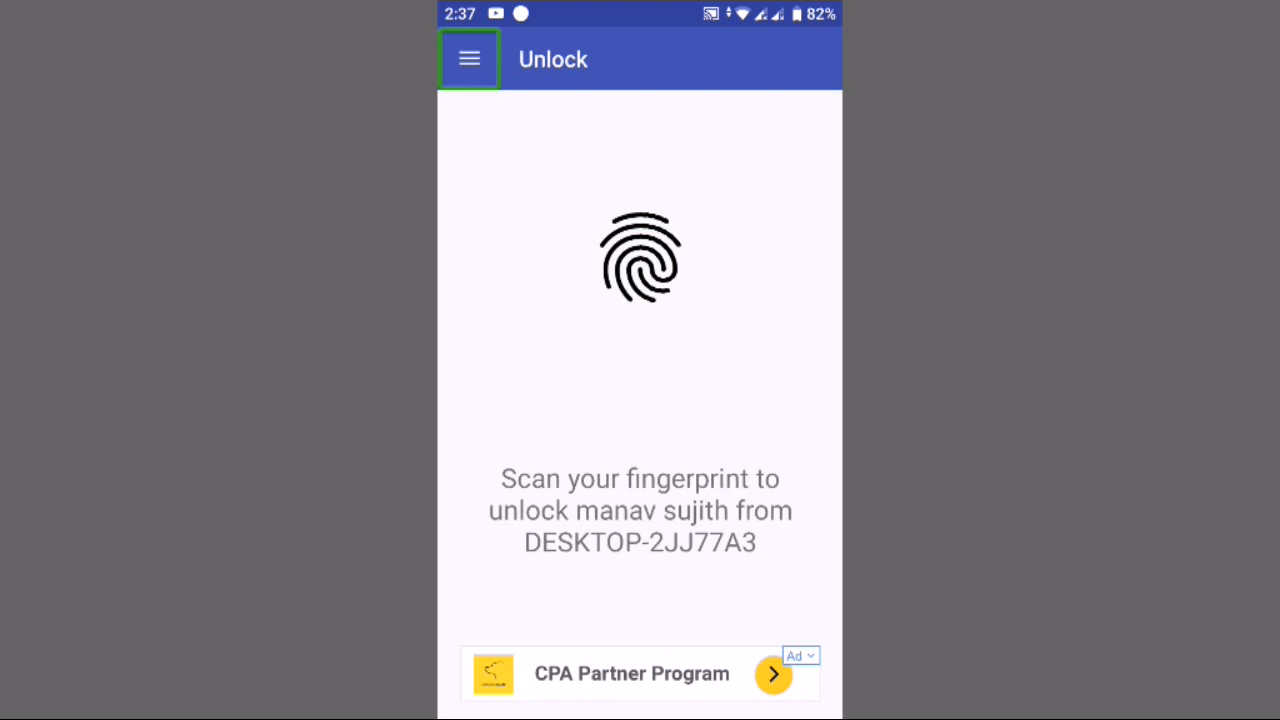 2:37
82%
Unlock
Scan your fingerprint to
unlock manav sujith from
DESKTOP-2JJ77A3
Ad
CPA Partner Program